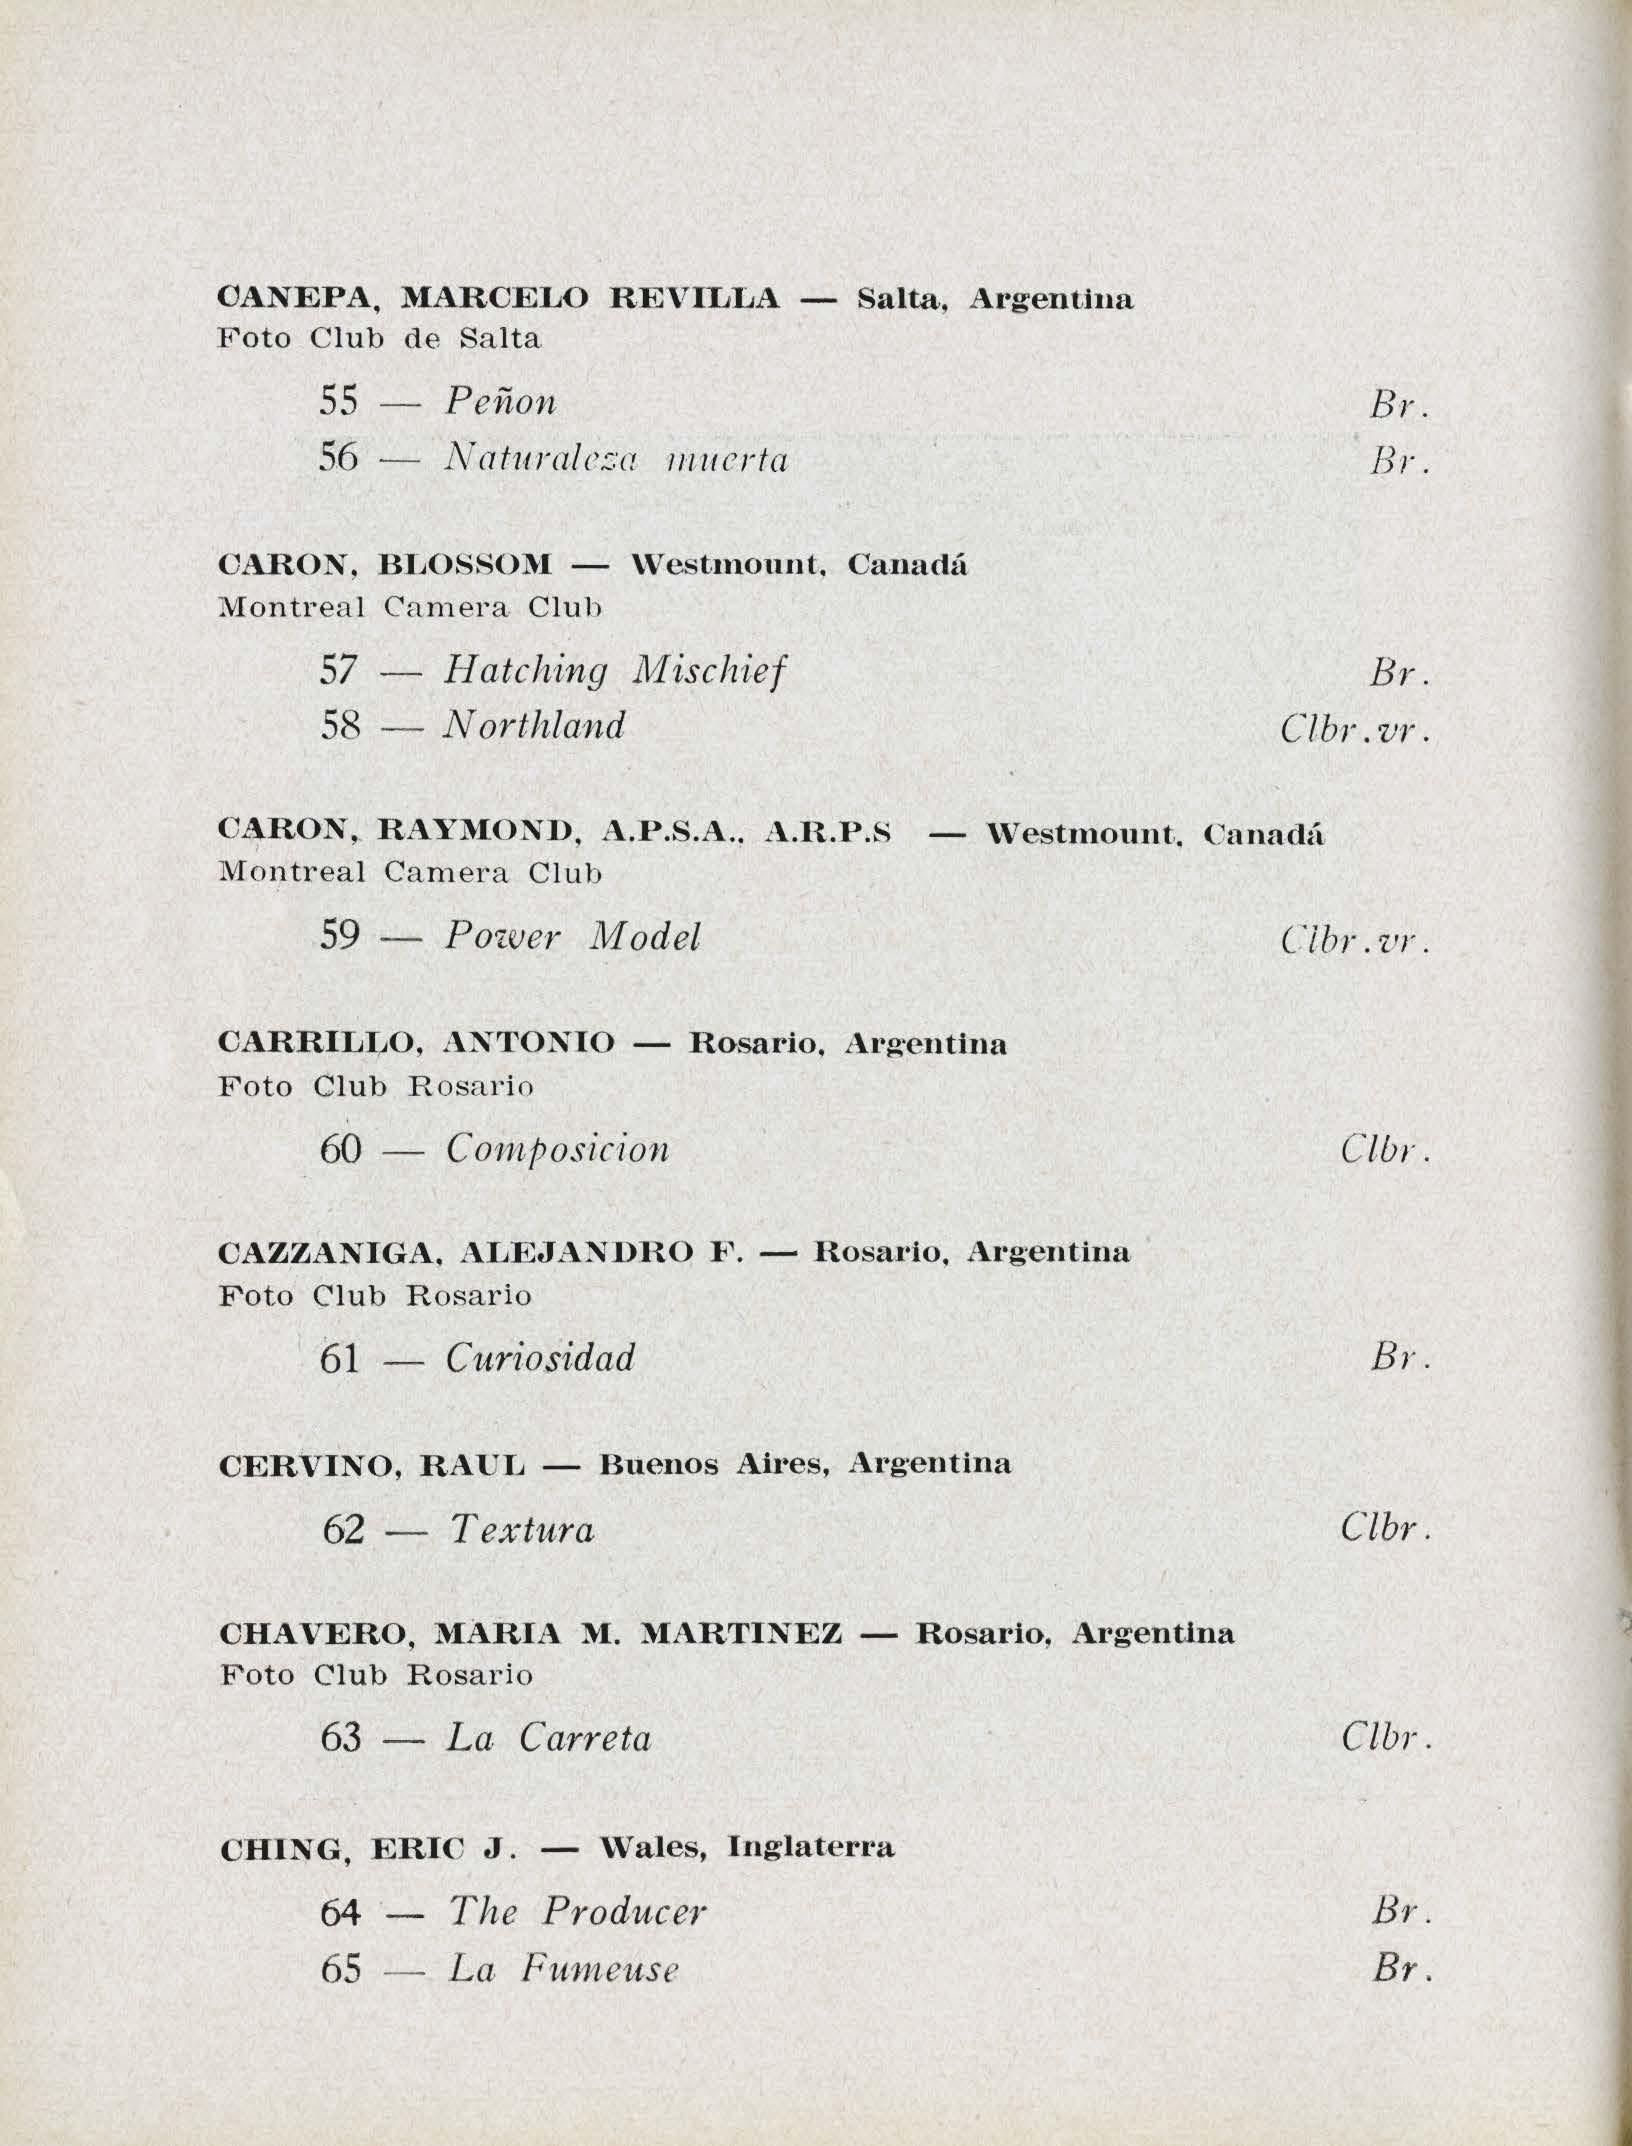 CANEPA, MARCELO REVILLA — Salta, Argentina
Foto Club de Salta
55 — Peñon Br.
56 — Naturaleza muerta Br.
CARON, BLOSSOM — Westmount, Canadá
Montreal Camera Club
57 — Hatching Mischief Br.
58 — Northland Clbr.vr.
CARON, RAYMOND, A.P.S.A., A.R.P.S — Westmount, Canadá
Montreal Camera Club
59 — Power Model Clbr.vr.
CARRILLO, ANTONIO — Rosario, Argentina
Foto Club Rosario
60 — Composicion Clbr.
CAZZANIGA, ALEJANDRO F. — Rosario, Argentina
Foto Club Rosario
61 — Curiosidad Br.
CERVINO, RAUL — Buenos Aires, Argentina
62 — Textura Clbr.
CHAVERO, MARIA M. MARTINEZ — Rosario, Argentina
Foto Club Rosario
63 — La Carreta Clbr.
CHING, ERIC J. — Wales, Inglaterra
64 — The Producer Br.
65 — La Fumeuse Br.